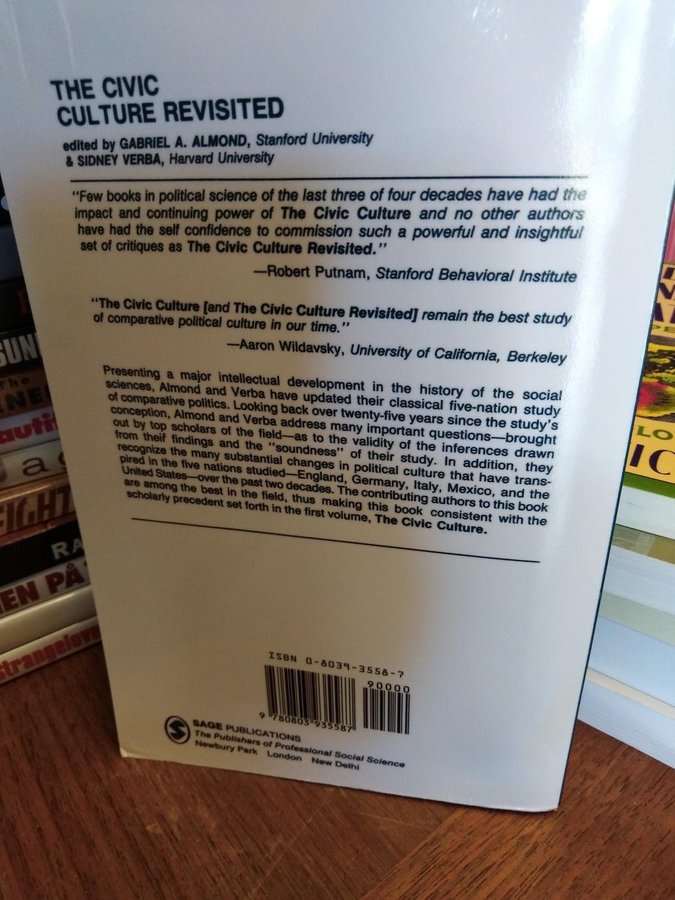 THE CIVIC
CULTURE REVISITED
edited by GABRIEL A. ALMOND, Stanford University
& SIDNEY VERBA, Harvard University
"Few books in political science of the last three of four decades have had the
impact and continuing power of The Civic Culture and no other authors
have had the self confidence to commission such a powerful and insightful
set of critiques as The Civic Culture Revisited."
—Robert Putnam, Stanford Behavioral Institute
"The Civic Culture [and The Civic Culture Revisited] remain the best study
of comparative political culture in our time."
—Aaron Wildavsky, University of California, Berkeley
Presenting a major intellectual development in the history of the social
sciences, Almond and Verba have updated their classical five-nation study
of comparative politics. Looking back over twenty-five years since the study's
conception, Almond and Verba address many important questions—brought
out by top scholars of the field—as to the validity of the inferences drawn
from their findings and the "soundness" of their study. In addition, they
recognize the many substantial changes in political culture that have trans-
pired in the five nations studied—England, Germany, Italy, Mexico, and the
United States—over the past two decades. The contributing authors to this book
are among the best in the field, thus making this book consistent with the
scholarly precedent set forth in the first volume, The Civic Culture.
ISBN 0-8039-3558-7
90000
9 780803 935587
SAGE PUBLICATIONS
The Publishers of Professional Social Science
Newbury Park London New Delhi
SUN
The
RA
EN PÅ
Strangelove
LO
IC